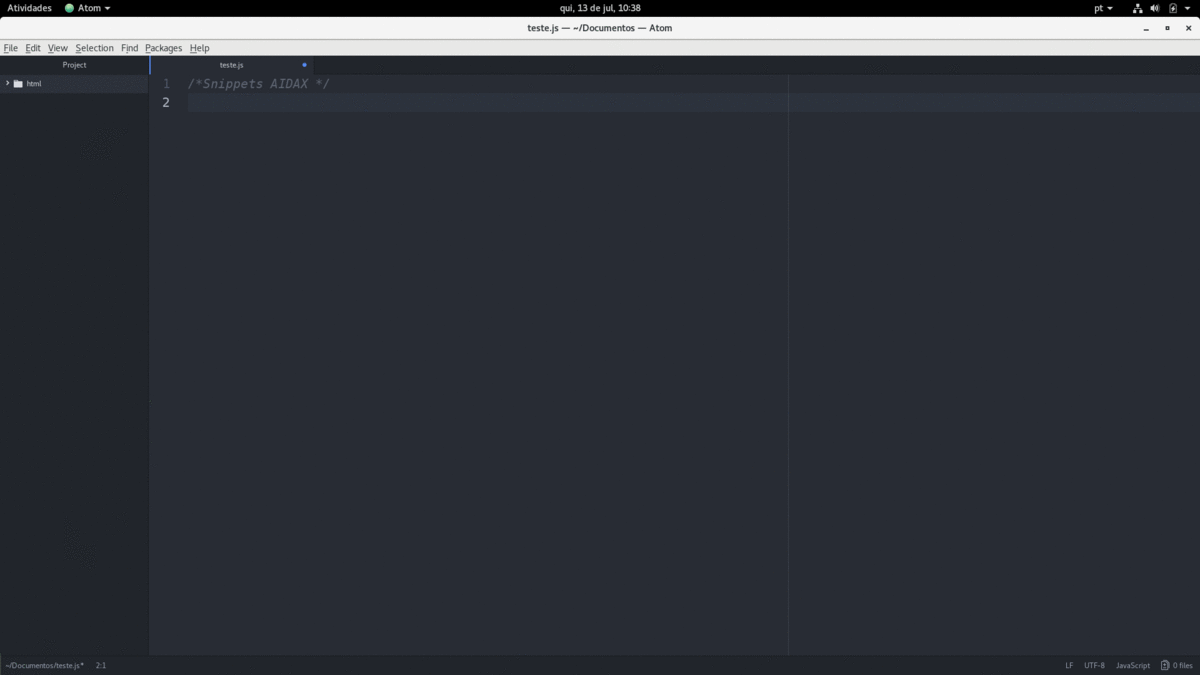 Atividades Atom qui, 13 de jul, 10:38 pt
teste.js — ~/Documentos — Atom
File Edit View Selection Find Packages Help
Project teste.js
html
1 /*Snippets AIDAX */
2
~/Documentos/teste.js* 2:1 LF UTF-8 JavaScript 0 files